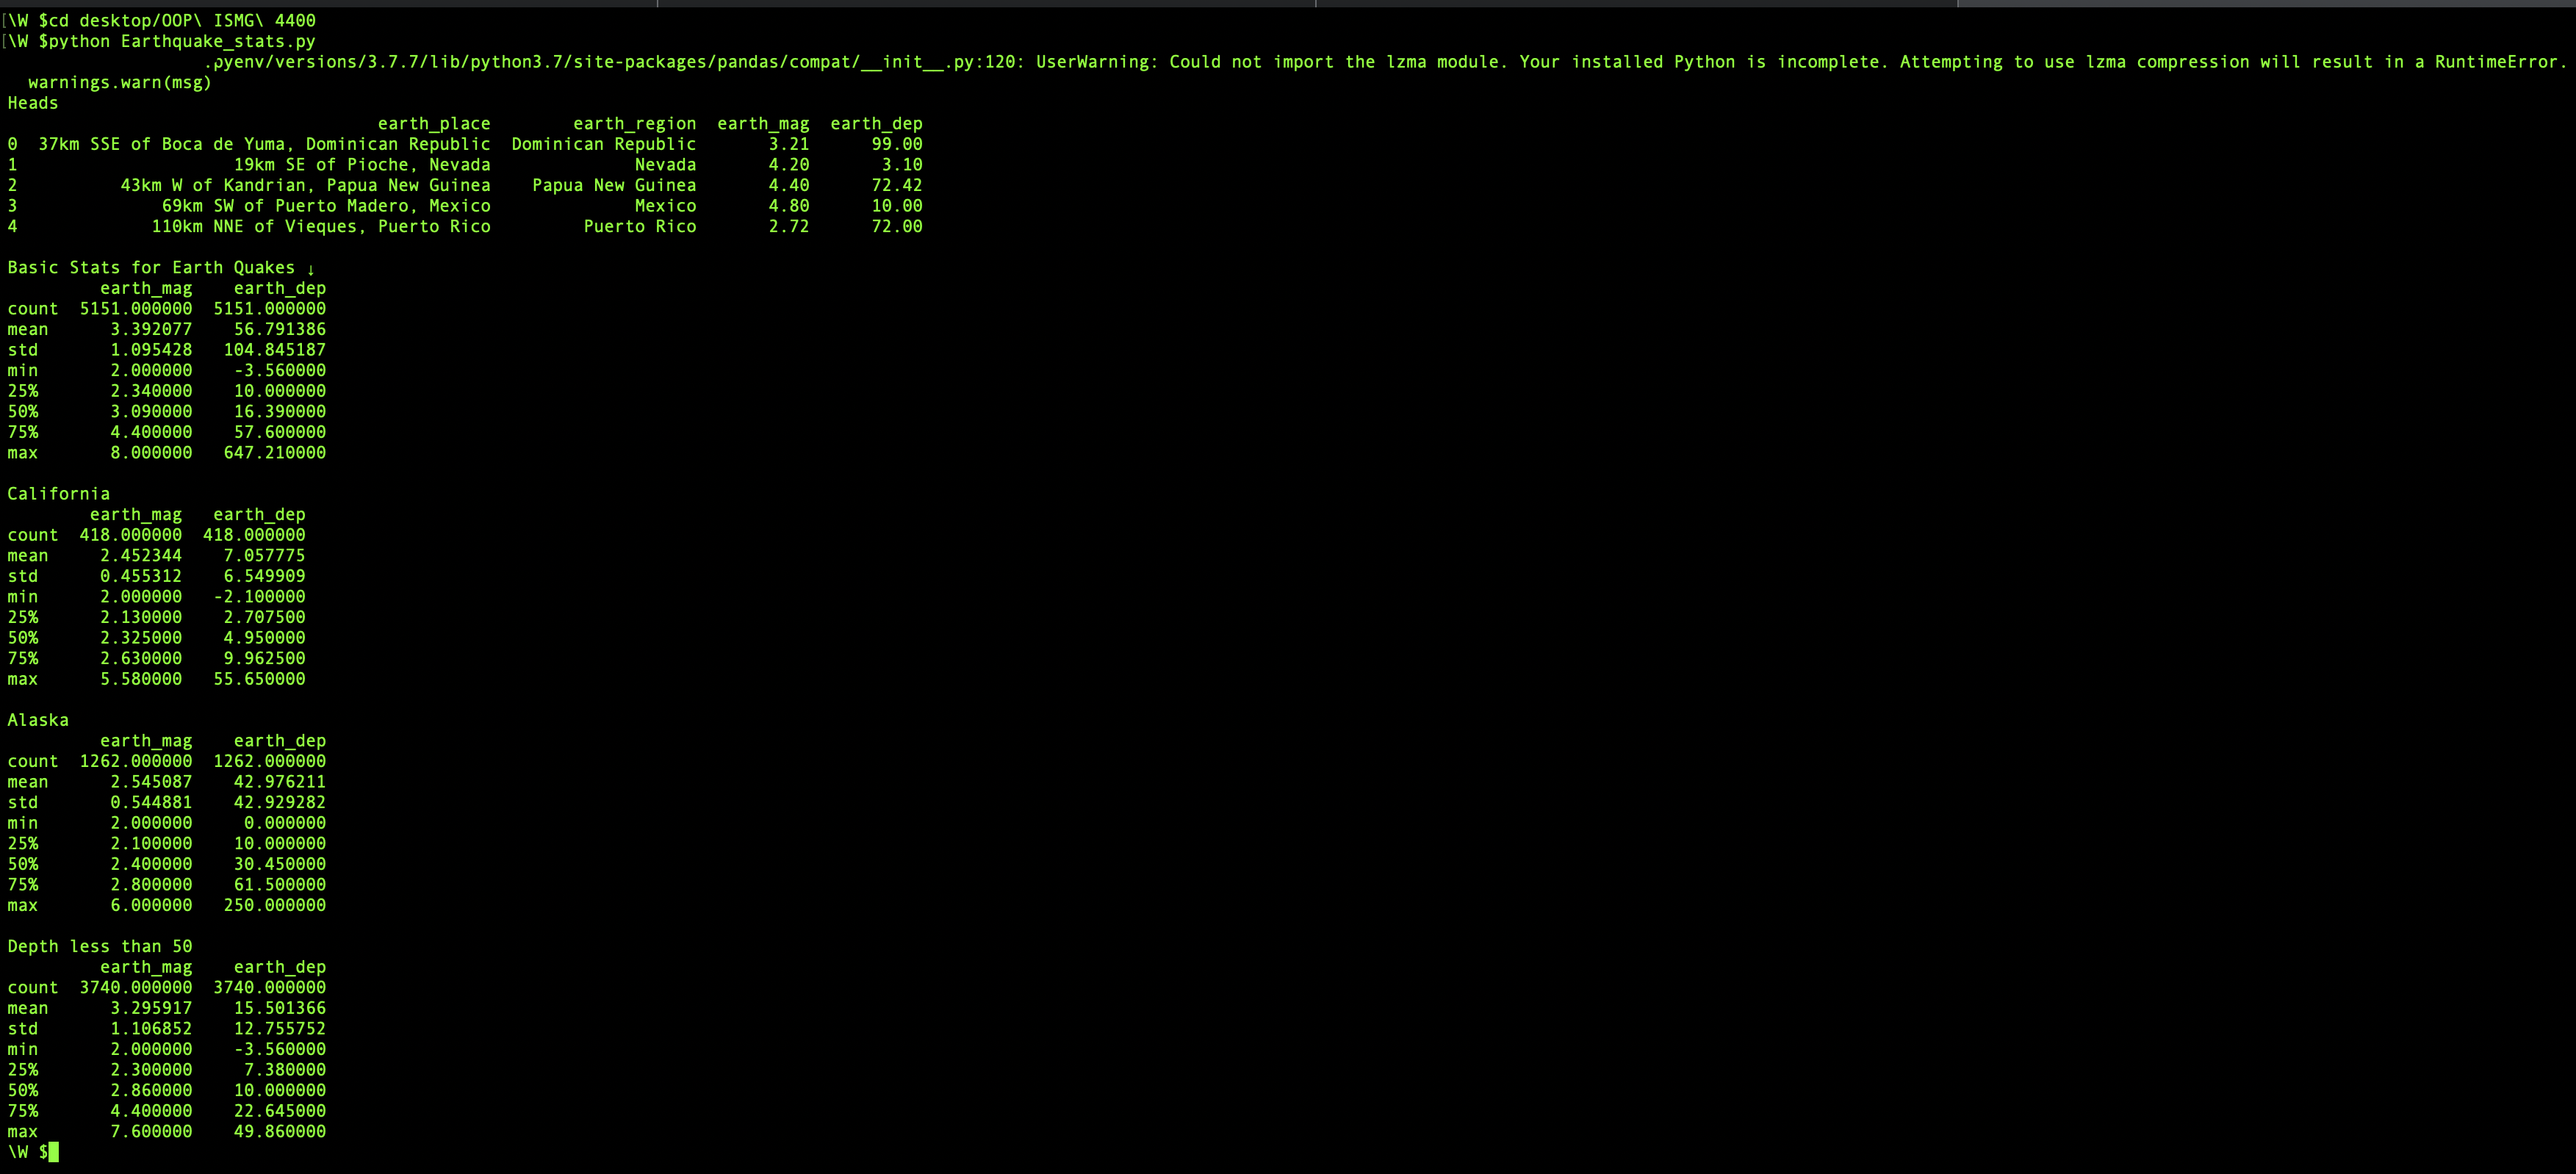 [\W $cd desktop/OOP\ ISMG\ 4400
[\W $python Earthquake_stats.py
.pyenv/versions/3.7.7/lib/python3.7/site-packages/pandas/compat/__init__.py:120: UserWarning: Could not import the lzma module. Your installed Python is incomplete. Attempting to use lzma compression will result in a RuntimeError.
  warnings.warn(msg)
Heads
                                    earth_place        earth_region  earth_mag  earth_dep
0  37km SSE of Boca de Yuma, Dominican Republic  Dominican Republic       3.21      99.00
1                     19km SE of Pioche, Nevada              Nevada       4.20       3.10
2          43km W of Kandrian, Papua New Guinea    Papua New Guinea       4.40      72.42
3              69km SW of Puerto Madero, Mexico              Mexico       4.80      10.00
4             110km NNE of Vieques, Puerto Rico         Puerto Rico       2.72      72.00

Basic Stats for Earth Quakes ↓
         earth_mag    earth_dep
count  5151.000000  5151.000000
mean      3.392077    56.791386
std       1.095428   104.845187
min       2.000000    -3.560000
25%       2.340000    10.000000
50%       3.090000    16.390000
75%       4.400000    57.600000
max       8.000000   647.210000

California
        earth_mag   earth_dep
count  418.000000  418.000000
mean     2.452344    7.057775
std      0.455312    6.549909
min      2.000000   -2.100000
25%      2.130000    2.707500
50%      2.325000    4.950000
75%      2.630000    9.962500
max      5.580000   55.650000

Alaska
         earth_mag    earth_dep
count  1262.000000  1262.000000
mean      2.545087    42.976211
std       0.544881    42.929282
min       2.000000     0.000000
25%       2.100000    10.000000
50%       2.400000    30.450000
75%       2.800000    61.500000
max       6.000000   250.000000

Depth less than 50
         earth_mag    earth_dep
count  3740.000000  3740.000000
mean      3.295917    15.501366
std       1.106852    12.755752
min       2.000000    -3.560000
25%       2.300000     7.380000
50%       2.860000    10.000000
75%       4.400000    22.645000
max       7.600000    49.860000
\W $